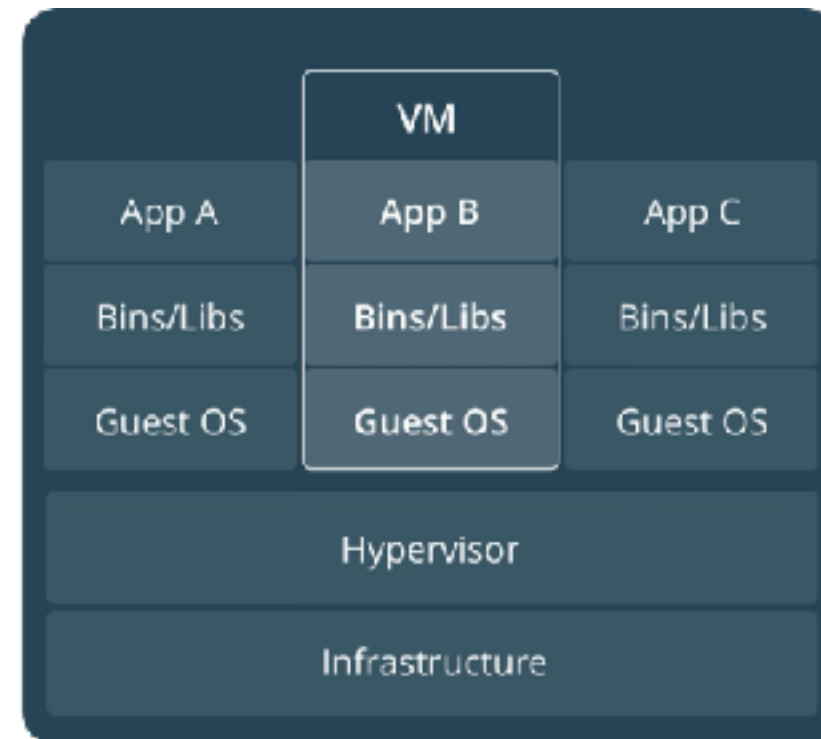 VM
App A App B App C
Bins/Libs Bins/Libs Bins/Libs
Guest OS Guest OS Guest OS
Hypervisor
Infrastructure